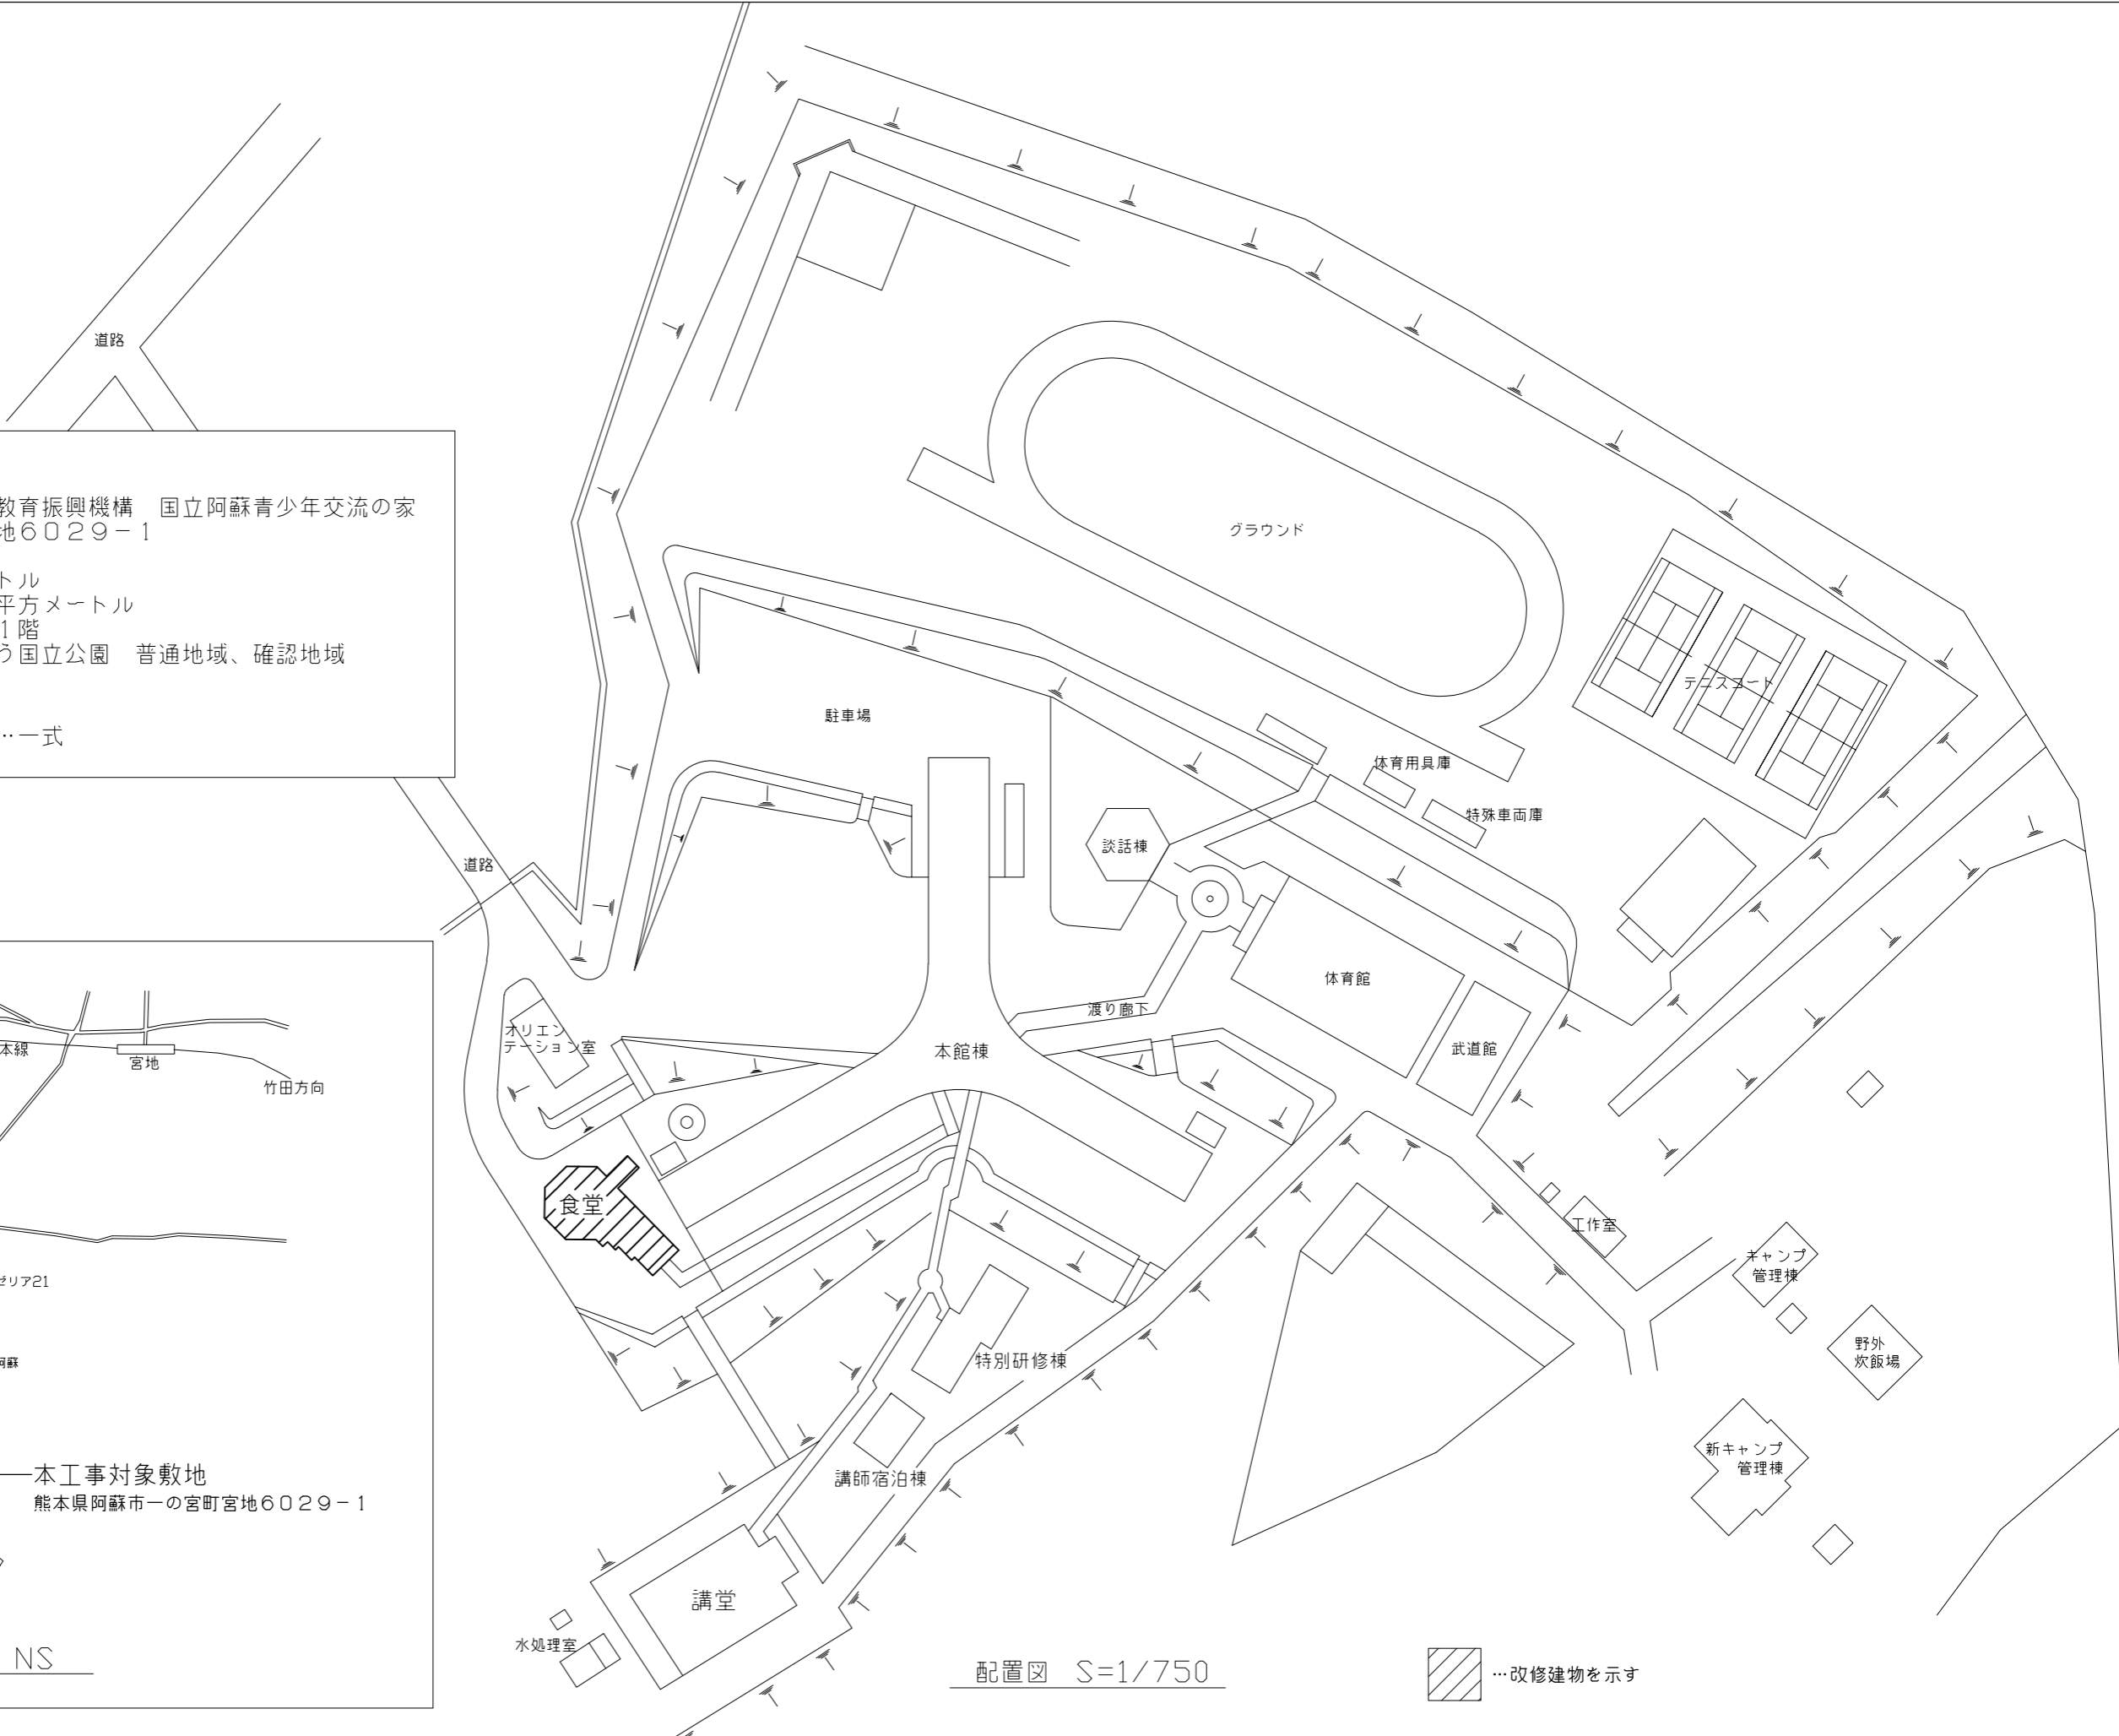 道路
教育振興機構　国立阿蘇青少年交流の家
地６０２９－１
トル
平方メートル
１階
う国立公園　普通地域、確認地域
…一式
グラウンド
テニスコート
駐車場
体育用具庫
特殊車両庫
談話棟
道路
体育館
渡り廊下
武道館
本館棟
オリエン
テーション室
本線
宮地
竹田方向
食堂
工作室
キャンプ
管理棟
野外
炊飯場
新キャンプ
管理棟
特別研修棟
講師宿泊棟
講堂
水処理室
ゼリア21
阿蘇
本工事対象敷地
熊本県阿蘇市一の宮町宮地６０２９－１
NS
配置図　S=1/750
…改修建物を示す